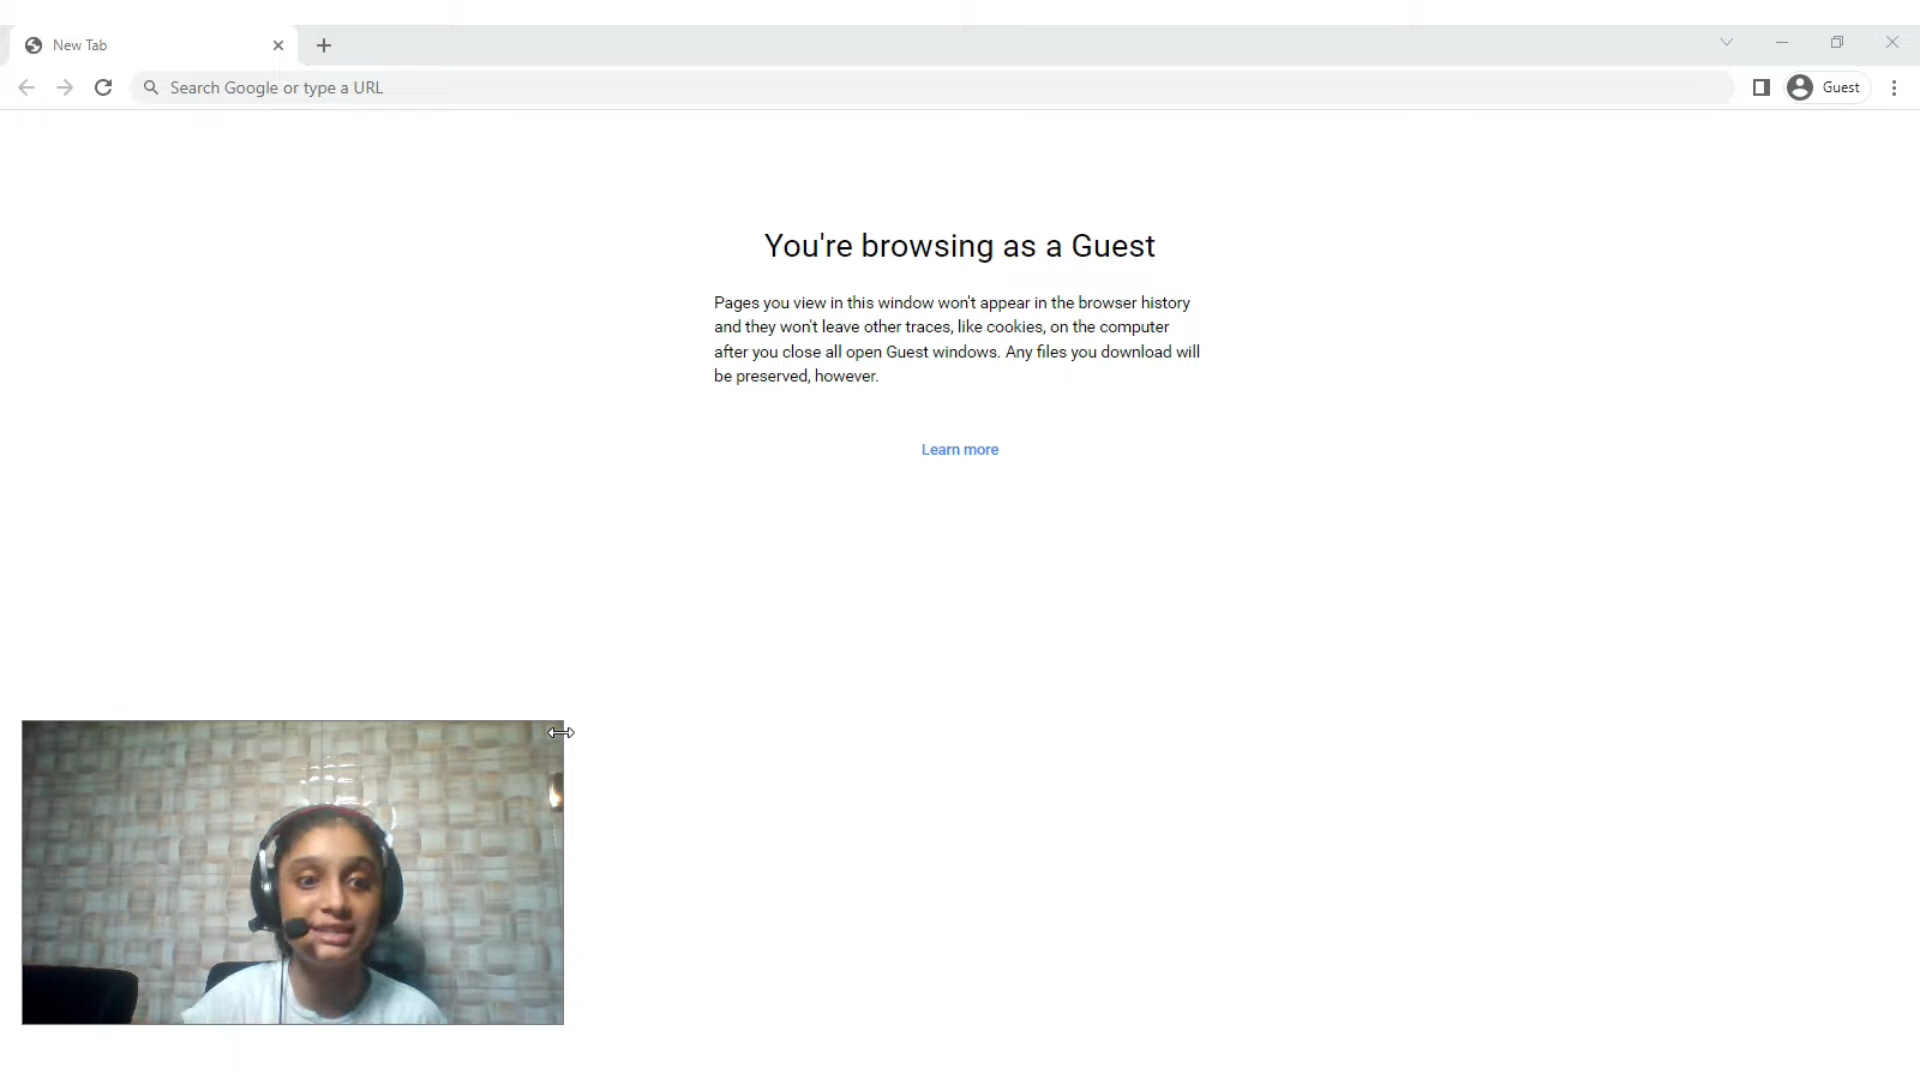 New Tab
Search Google or type a URL
Guest
You're browsing as a Guest
Pages you view in this window won't appear in the browser history
and they won't leave other traces, like cookies, on the computer
after you close all open Guest windows. Any files you download will
be preserved, however.
Learn more